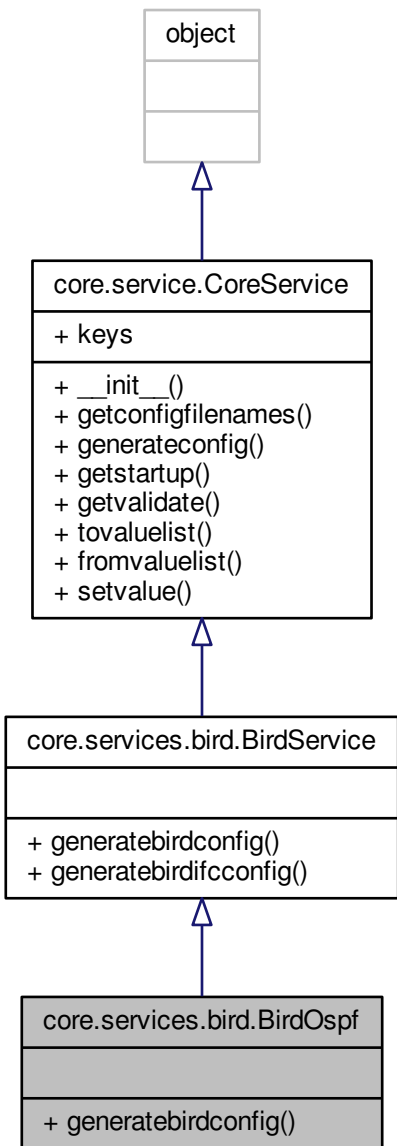 object
core.service.CoreService
+ keys
+ __init__()
+ getconfigfilenames()
+ generateconfig()
+ getstartup()
+ getvalidate()
+ tovaluelist()
+ fromvaluelist()
+ setvalue()
core.services.bird.BirdService
+ generatebirdconfig()
+ generatebirdifcconfig()
core.services.bird.BirdOspf
+ generatebirdconfig()